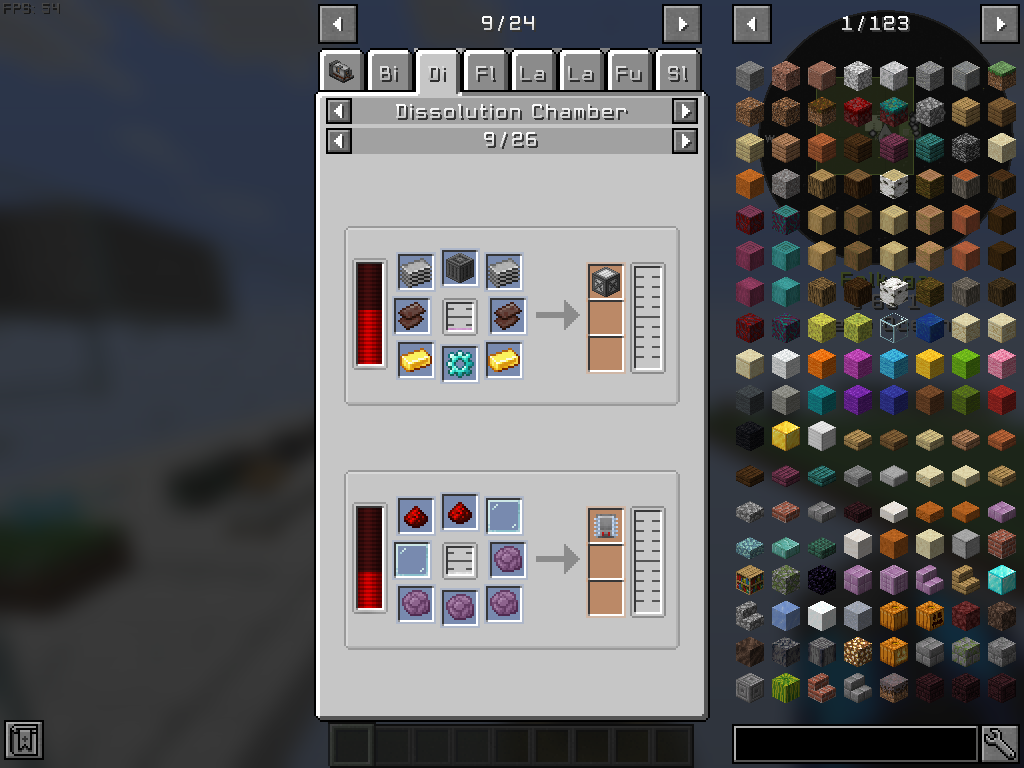 FPS: 54
9/24
1/123
Bi
Di
Fl
La
La
Fu
Sl
Dissolution Chamber
9/26